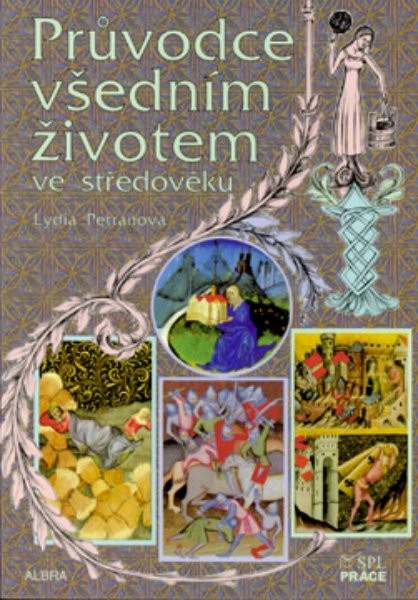 Průvodce
všedním
životem
ve středověku
Lydia Petráňová
ALBRA
SPL
PRÁCE